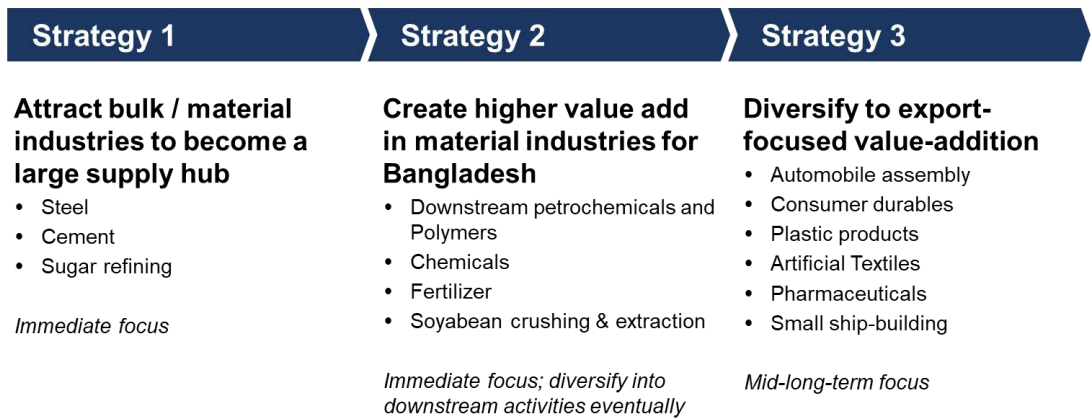 Strategy 1
Strategy 2
Strategy 3
Attract bulk / material
industries to become a
large supply hub
• Steel
• Cement
• Sugar refining
Immediate focus
Create higher value add
in material industries for
Bangladesh
• Downstream petrochemicals and
Polymers
• Chemicals
• Fertilizer
• Soyabean crushing & extraction
Immediate focus; diversify into
downstream activities eventually
Diversify to export-
focused value-addition
• Automobile assembly
• Consumer durables
• Plastic products
• Artificial Textiles
• Pharmaceuticals
• Small ship-building
Mid-long-term focus